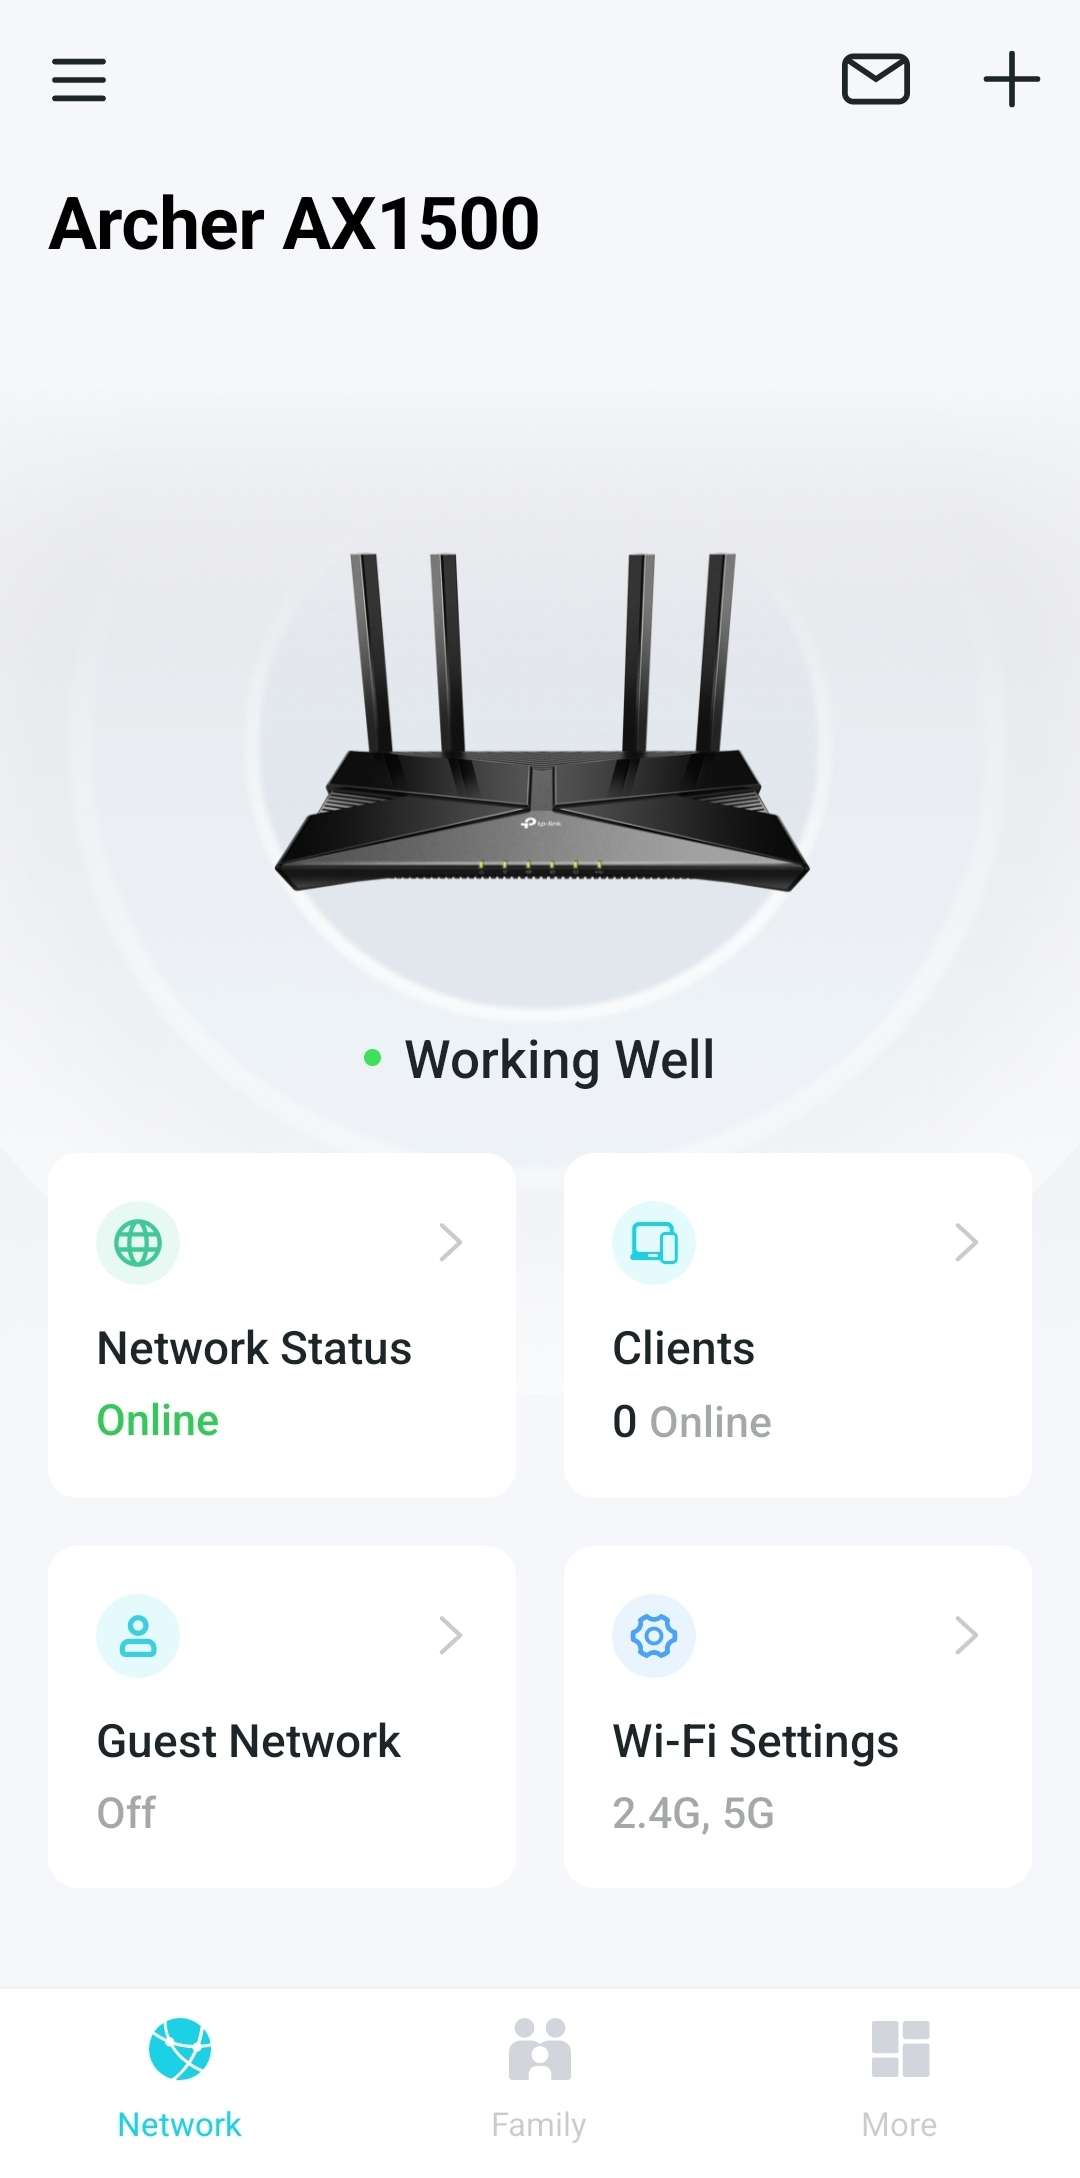 Archer AX1500
tp-link
Working Well
Network Status
Online
Clients
0 Online
Guest Network
Off
Wi-Fi Settings
2.4G, 5G
Network
Family
More